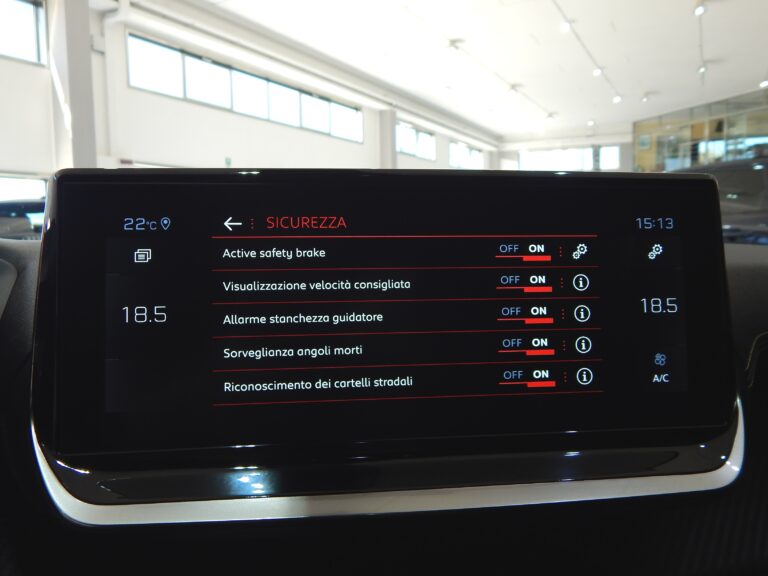 22°C
SICUREZZA
15:13
Active safety brake OFF ON
Visualizzazione velocità consigliata OFF ON
Allarme stanchezza guidatore OFF ON
Sorveglianza angoli morti OFF ON
Riconoscimento dei cartelli stradali OFF ON
18.5
18.5
A/C